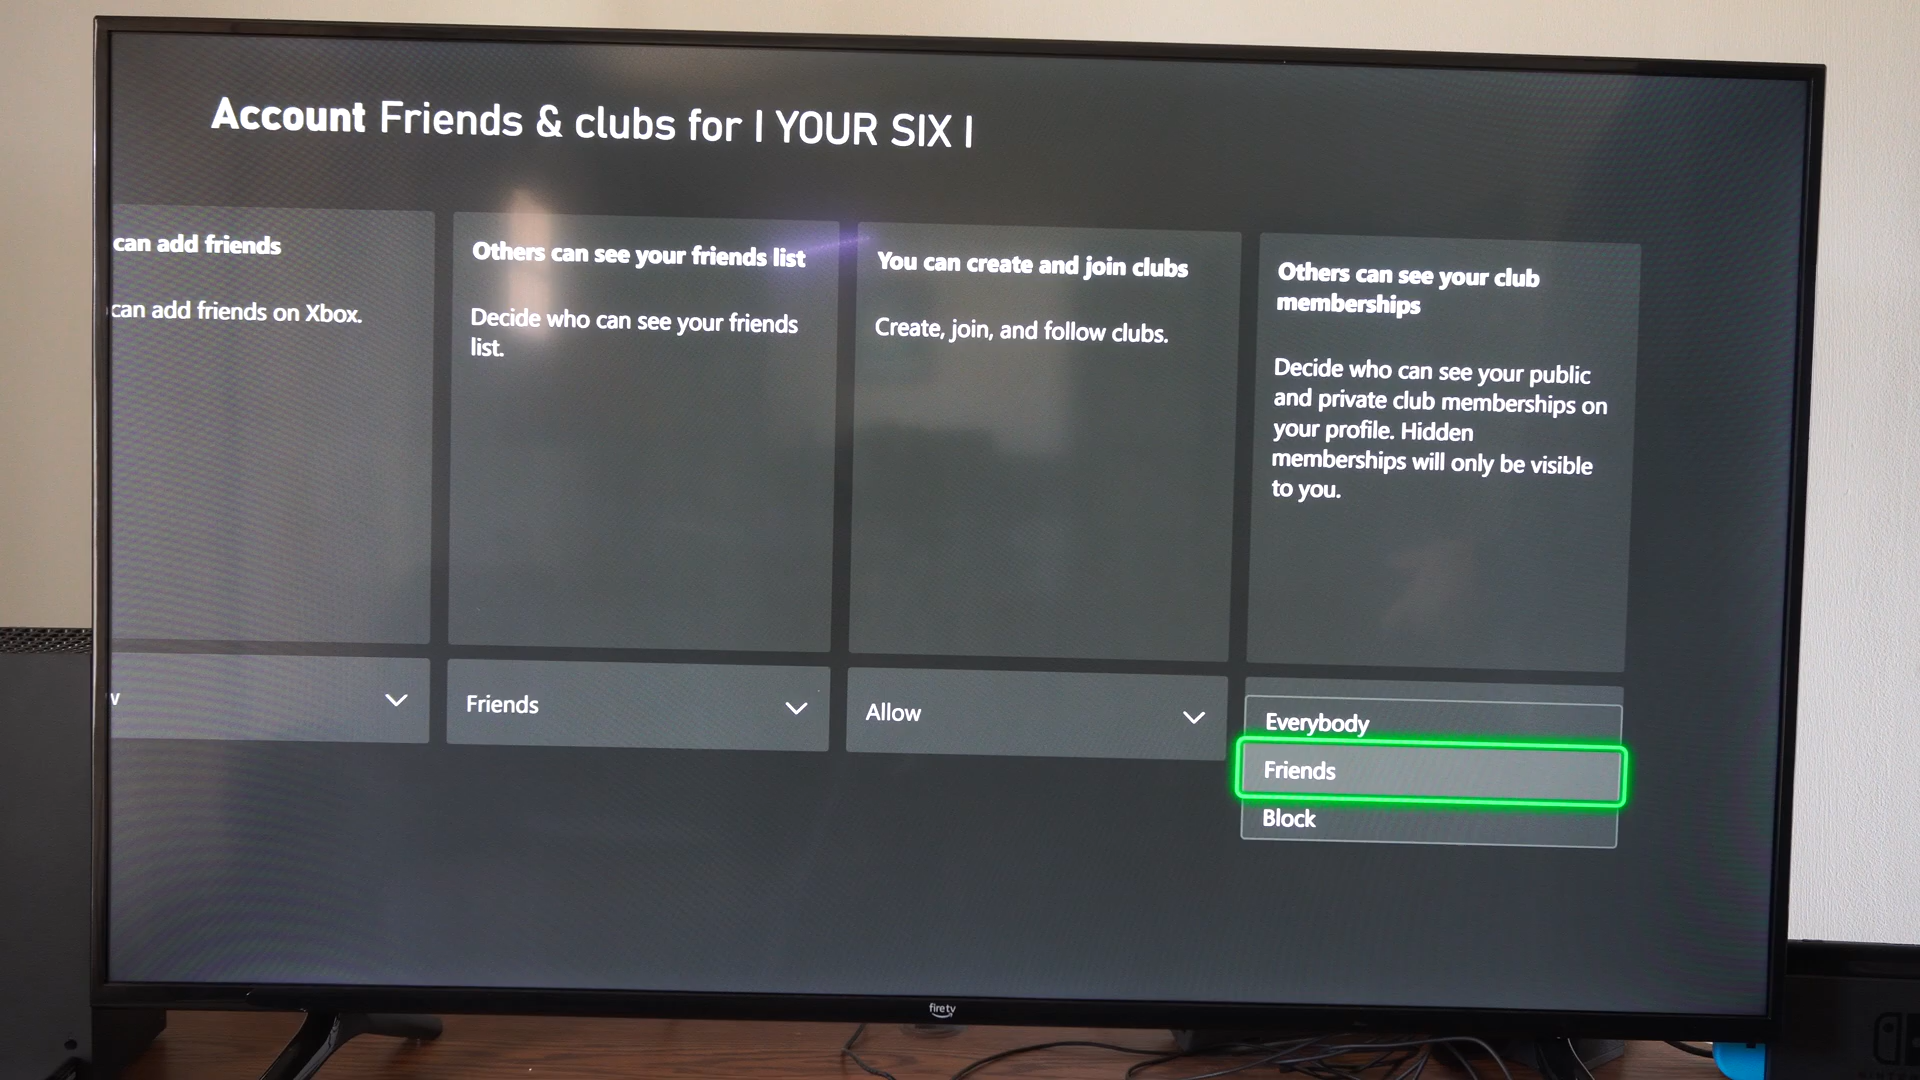 Account Friends & clubs for I YOUR SIX I
can add friends
can add friends on Xbox.
Others can see your friends list
Decide who can see your friends
list.
You can create and join clubs
Create, join, and follow clubs.
Others can see your club
memberships
Decide who can see your public
and private club memberships on
your profile. Hidden
memberships will only be visible
to you.
w
Friends
Allow
Everybody
Friends
Block
firetv